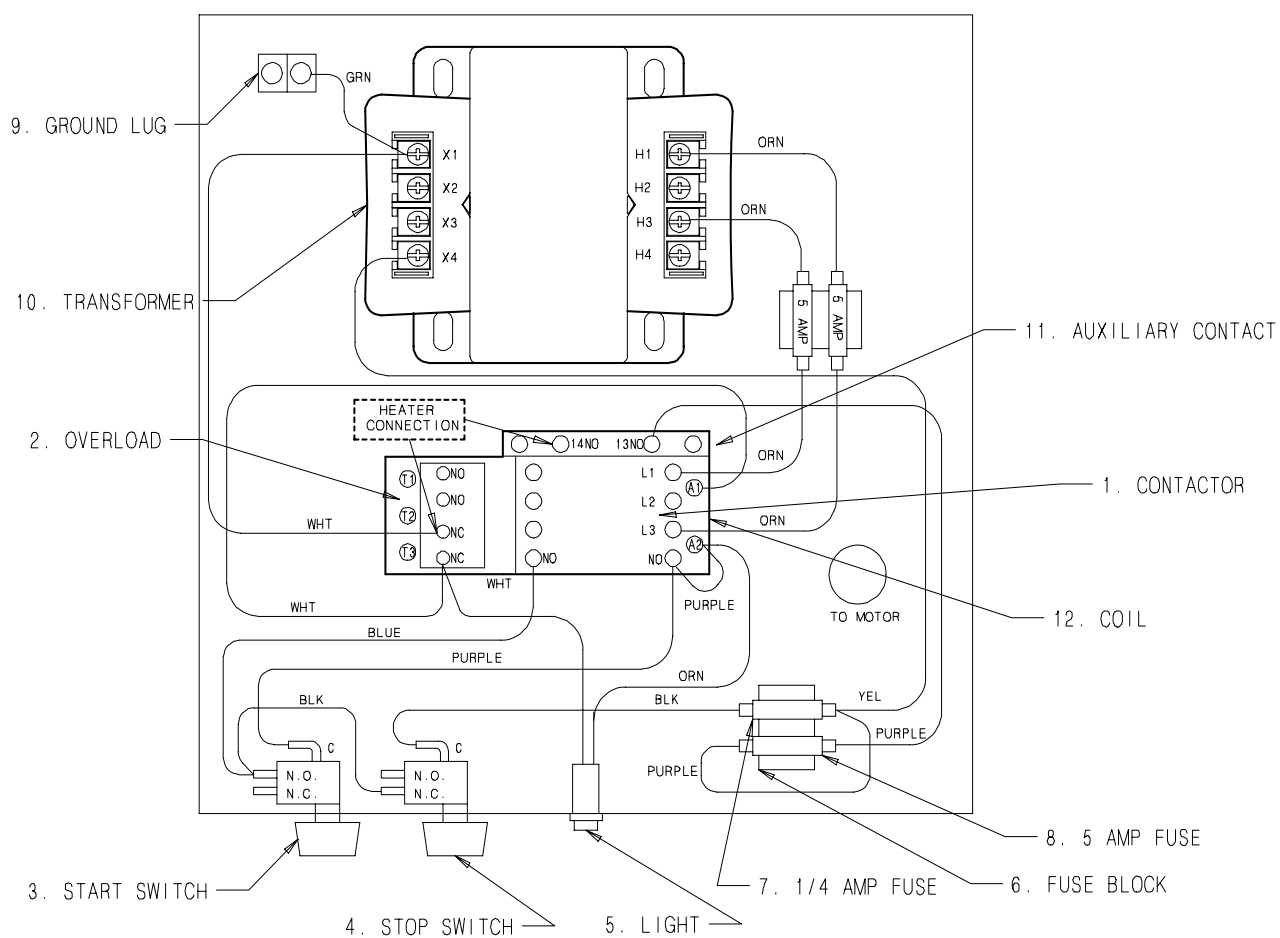 GRN
9. GROUND LUG
ORN
X1
H1
X2
H2
ORN
X3
H3
X4
H4
10. TRANSFORMER
5 AMP
5 AMP
11. AUXILIARY CONTACT
HEATER
CONNECTION
2. OVERLOAD
14NO
13NO
ORN
T1
NO
L1
A1
1. CONTACTOR
NO
L2
T2
WHT
NC
L3
ORN
A2
T3
NC
NO
NO
WHT
WHT
PURPLE
TO MOTOR
12. COIL
BLUE
PURPLE
ORN
BLK
BLK
YEL
PURPLE
C
C
PURPLE
N.O.
N.C.
N.O.
N.C.
8. 5 AMP FUSE
3. START SWITCH
7. 1/4 AMP FUSE
6. FUSE BLOCK
4. STOP SWITCH
5. LIGHT